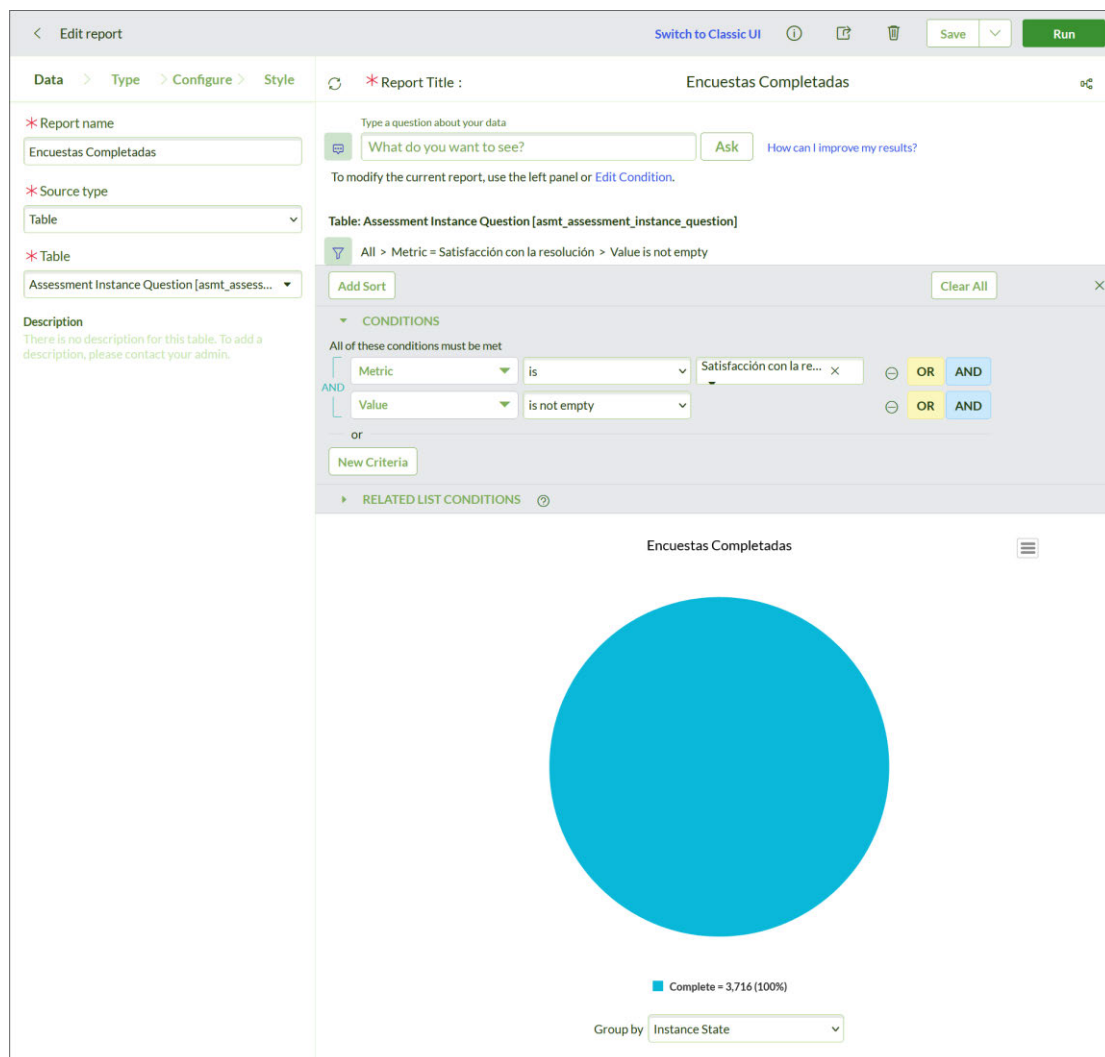 Edit report
Switch to Classic UI
Save
Run
Data Type Configure Style
Report Title :
Encuestas Completadas
Report name
Encuestas Completadas
Source type
Table
Table
Assessment Instance Question [asmt_assess...
Description
There is no description for this table. To add a
description, please contact your admin.
Type a question about your data
What do you want to see?
Ask
How can I improve my results?
To modify the current report, use the left panel or Edit Condition.
Table: Assessment Instance Question [asmt_assessment_instance_question]
All > Metric = Satisfacción con la resolución > Value is not empty
Add Sort
Clear All
CONDITIONS
All of these conditions must be met
AND
Metric is Satisfacción con la re... OR AND
Value is not empty OR AND
or
New Criteria
RELATED LIST CONDITIONS
Encuestas Completadas
Complete = 3,716 (100%)
Group by Instance State